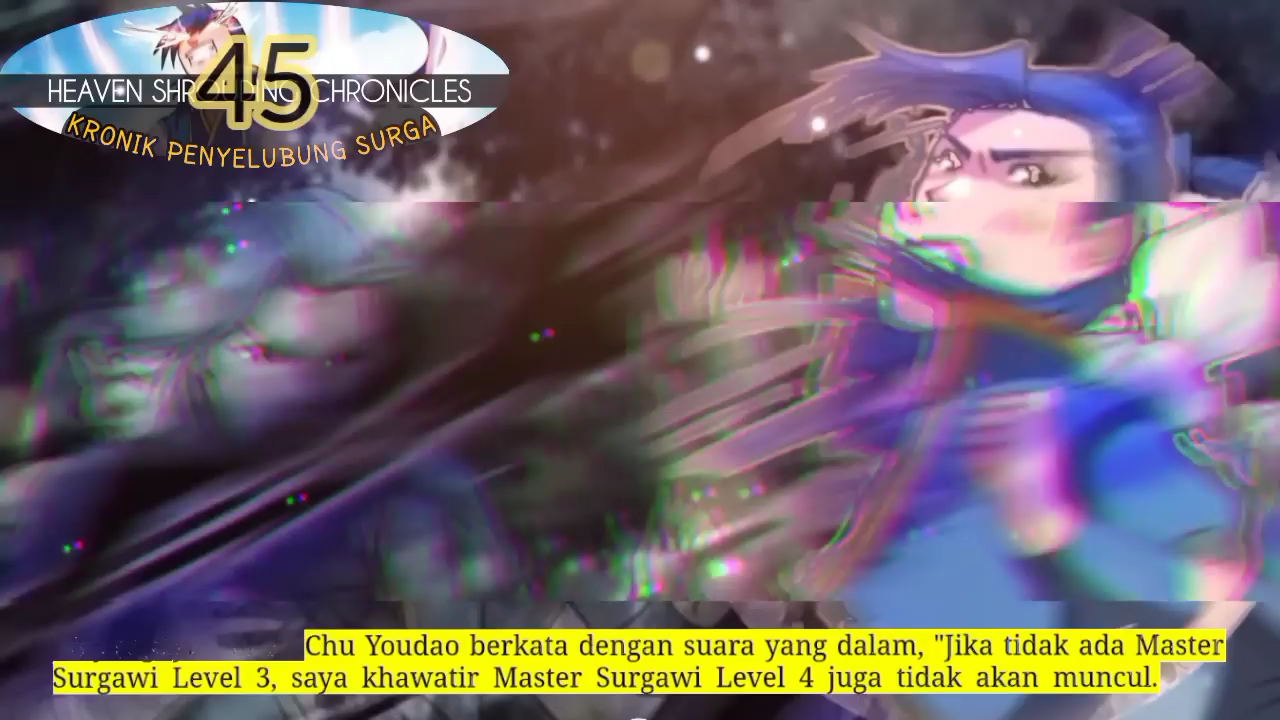 45
HEAVEN SHROUDING CHRONICLES
KRONIK PENYELUBUNG SURGA
Chu Youdao berkata dengan suara yang dalam, "Jika tidak ada Master
Surgawi Level 3, saya khawatir Master Surgawi Level 4 juga tidak akan muncul.